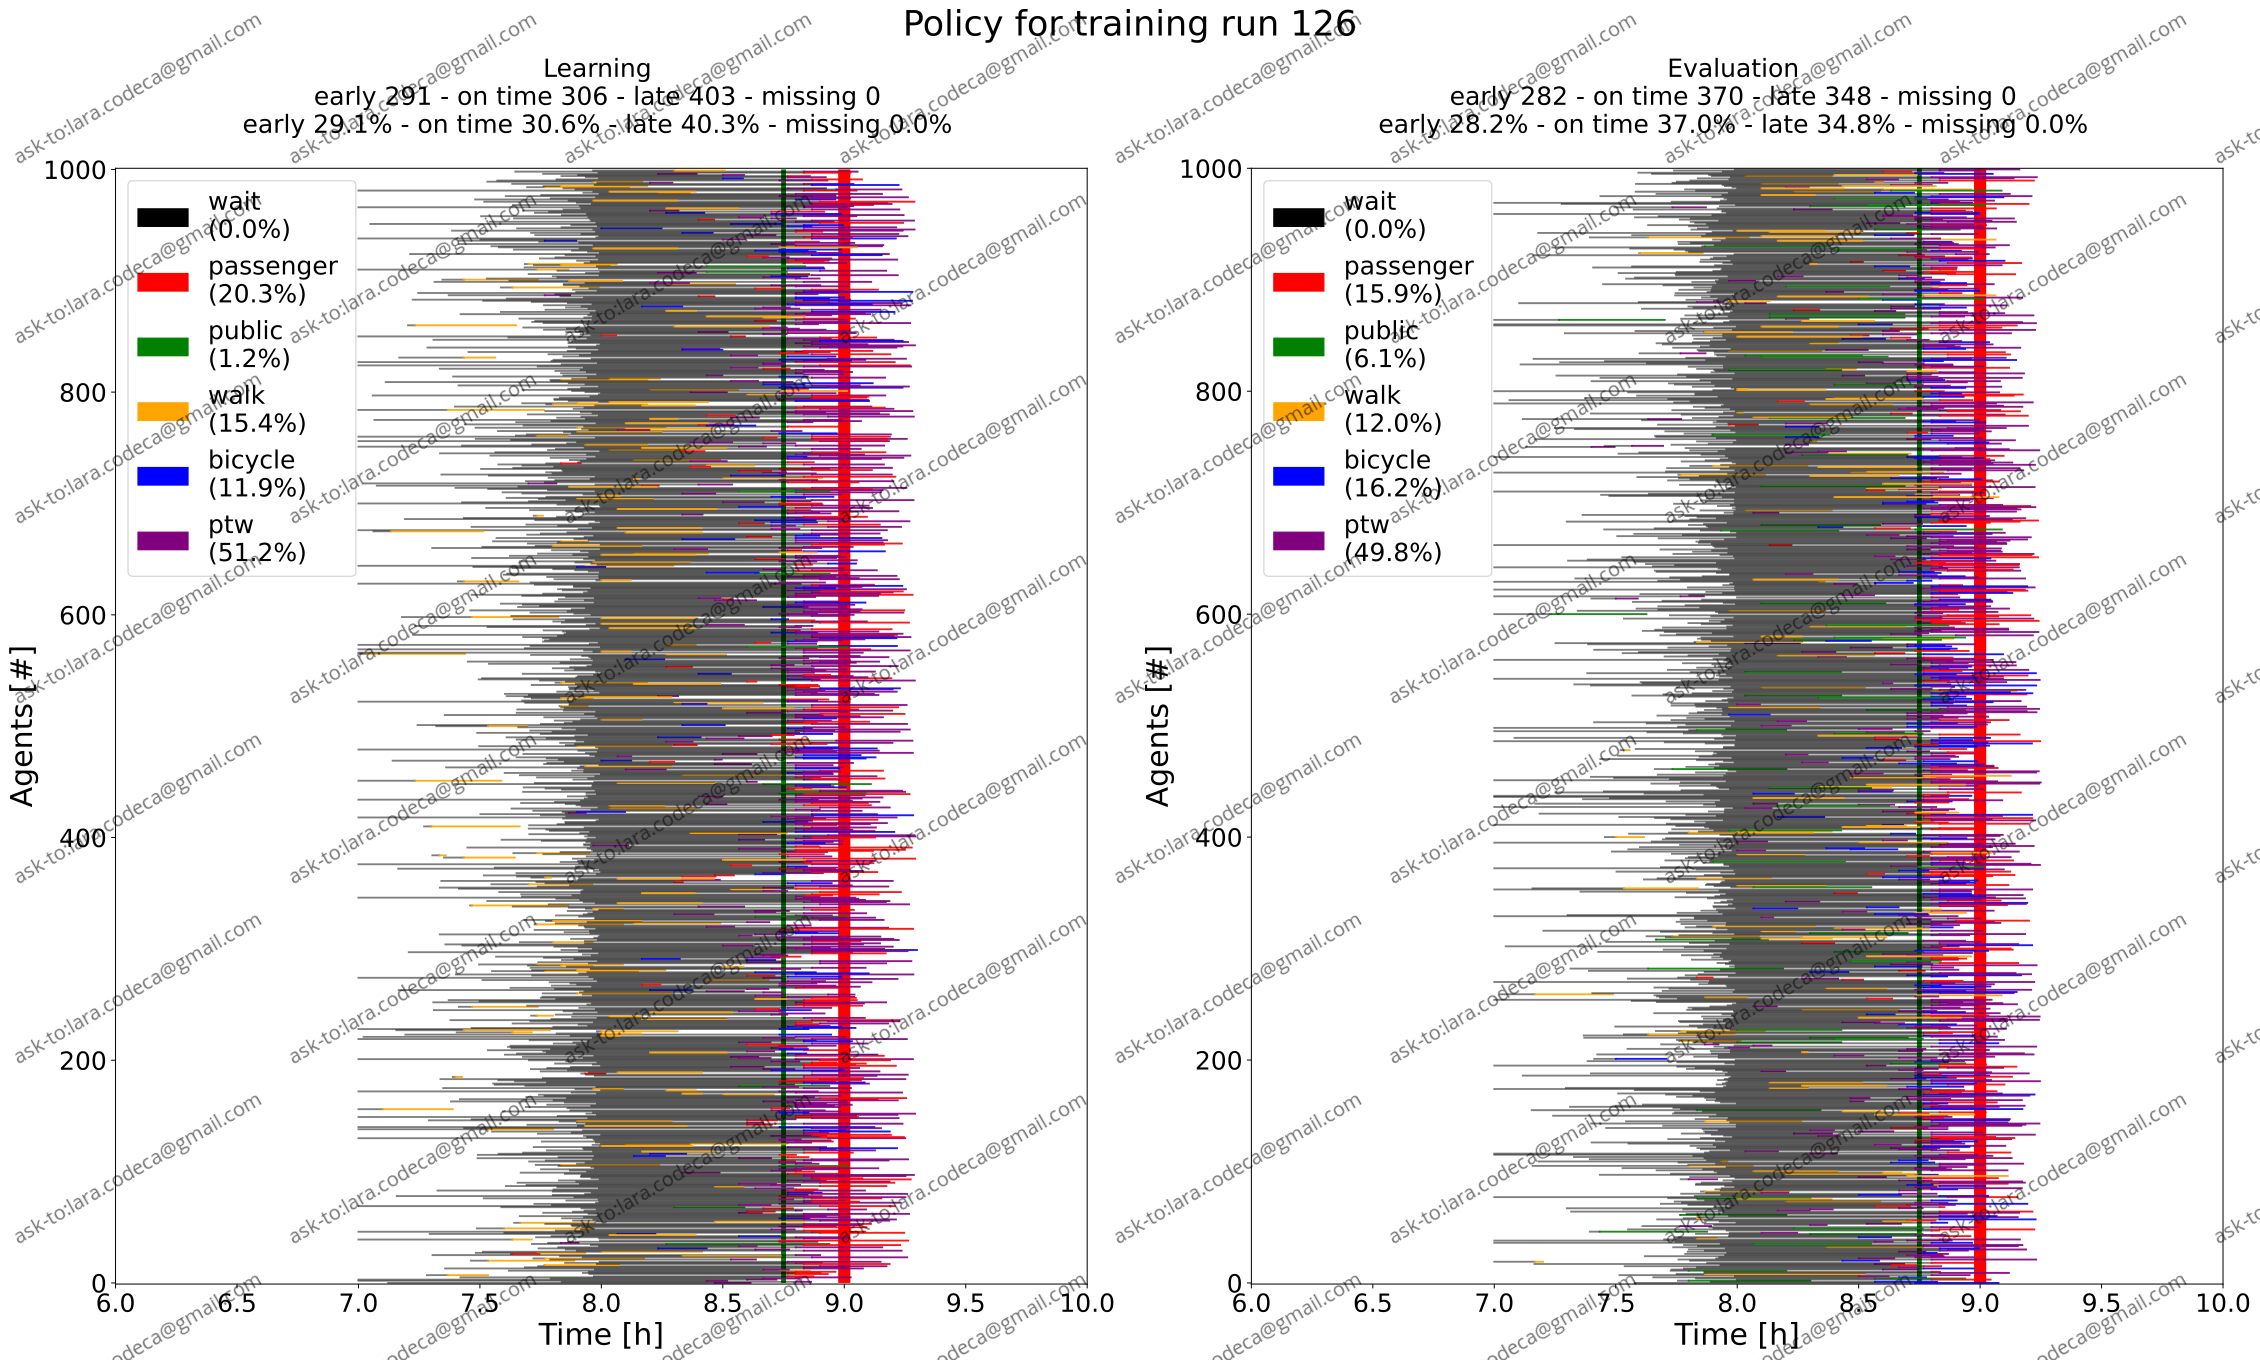 Policy for training run 126
Learning
early 291 - on time 306 - late 403 - missing 0
early 29.1% - on time 30.6% - late 40.3% - missing 0.0%
Agents [#]
1000
800
600
400
200
0
wait
(0.0%)
passenger
(20.3%)
public
(1.2%)
walk
(15.4%)
bicycle
(11.9%)
ptw
(51.2%)
6.0 6.5 7.0 7.5 8.0 8.5 9.0 9.5 10.0
Time [h]
Evaluation
early 282 - on time 370 - late 348 - missing 0
early 28.2% - on time 37.0% - late 34.8% - missing 0.0%
Agents [#]
1000
800
600
400
200
0
wait
(0.0%)
passenger
(15.9%)
public
(6.1%)
walk
(12.0%)
bicycle
(16.2%)
ptw
(49.8%)
6.0 6.5 7.0 7.5 8.0 8.5 9.0 9.5 10.0
Time [h]
ask-to:lara.codeca@gmail.com